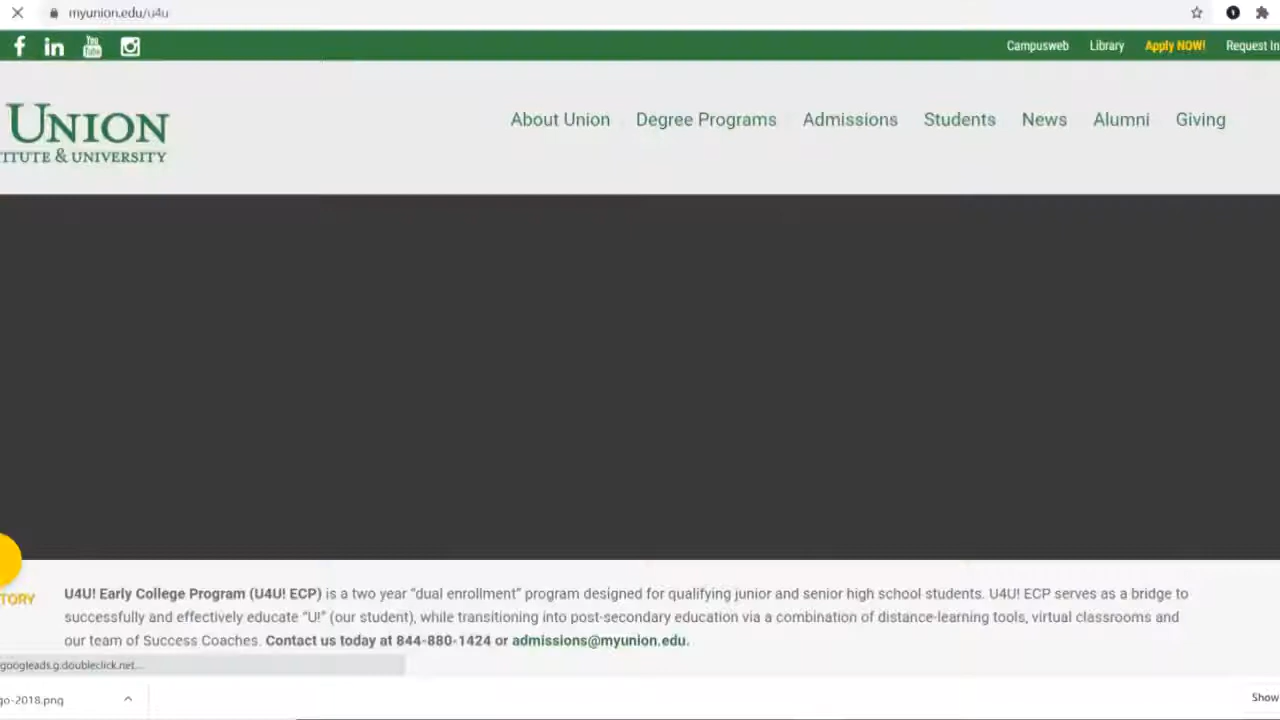 myunion.edu/u4u
You Tube
Campusweb Library Apply NOW! Request In
UNION
TITUTE & UNIVERSITY
About Union Degree Programs Admissions Students News Alumni Giving
U4U! Early College Program (U4U! ECP) is a two year “dual enrollment” program designed for qualifying junior and senior high school students. U4U! ECP serves as a bridge to
TORY
successfully and effectively educate “U!” (our student), while transitioning into post-secondary education via a combination of distance-learning tools, virtual classrooms and
our team of Success Coaches. Contact us today at 844-880-1424 or admissions@myunion.edu.
googleads.g.doubleclick.net...
go-2018.png
Show